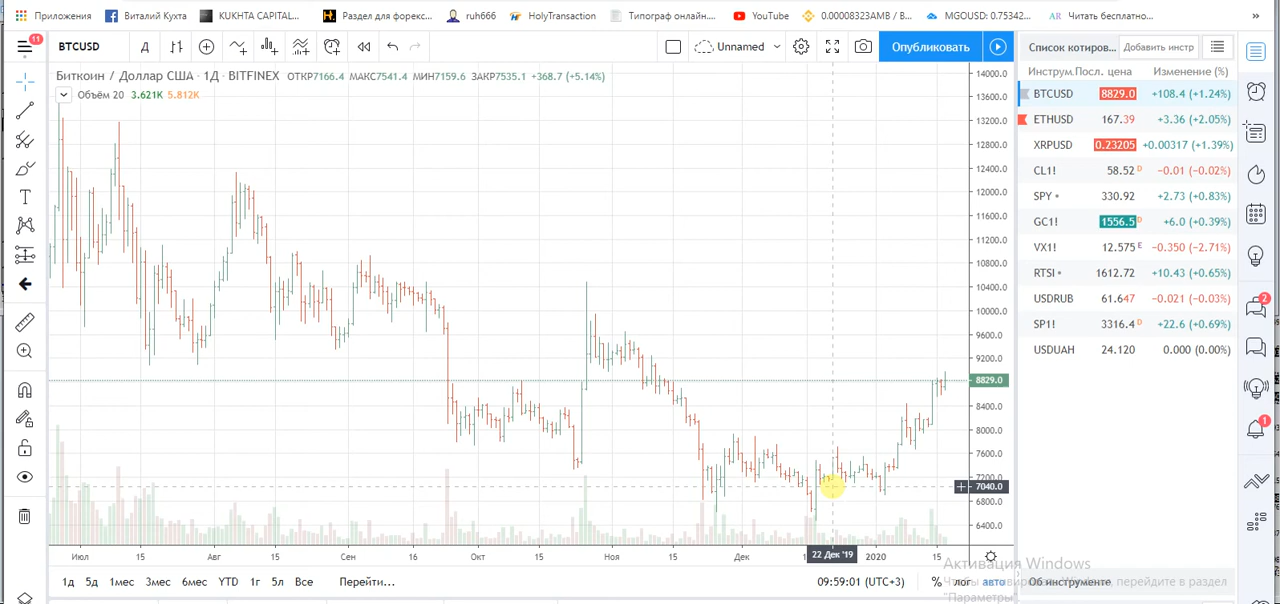 Приложения Виталий Кухта KUKHTA CAPITAL... Раздел для форекс... ruh666 HolyTransaction Типограф онлайн.... YouTube 0.00008323AMB / В... MGOUSD: 0.75342... AR Читать бесплатно... »
11 BTCUSD Д Unnamed Опубликовать
Список котиров... Добавить инстр
Биткоин / Доллар США · 1Д · BITFINEX ОТКР7166.4 МАКС7541.4 МИН7159.6 ЗАКР7535.1 +368.7 (+5.14%)
Объём 20 3.621K 5.812K
Инструм. Посл. цена Изменение (%)
BTCUSD 8829.0 +108.4 (+1.24%)
ETHUSD 167.39 +3.36 (+2.05%)
XRPUSD 0.23205 +0.00317 (+1.39%)
CL1! 58.52 D −0.01 (−0.02%)
SPY 330.92 +2.73 (+0.83%)
GC1! 1556.5 D +6.0 (+0.39%)
VX1! 12.575 E −0.350 (−2.71%)
RTSI 1612.72 +10.43 (+0.65%)
USDRUB 61.647 −0.021 (−0.03%)
SP1! 3316.4 D +22.6 (+0.69%)
USDUAH 24.120 0.000 (0.00%)
2
1
14000.0
13600.0
13200.0
12800.0
12400.0
12000.0
11600.0
11200.0
10800.0
10400.0
10000.0
9600.0
9200.0
8829.0
8400.0
8000.0
7600.0
7200.0
7040.0
6800.0
6400.0
Июл 15 Авг 15 Сен 16 Окт 15 Ноя 15 Дек 22 Дек '19 2020 15
1д 5д 1мес 3мес 6мес YTD 1г 5л Все Перейти...
09:59:01 (UTC+3) % лог авто
Об инструменте
Активация Windows
Чтобы активировать Windows, перейдите в раздел
"Параметры"